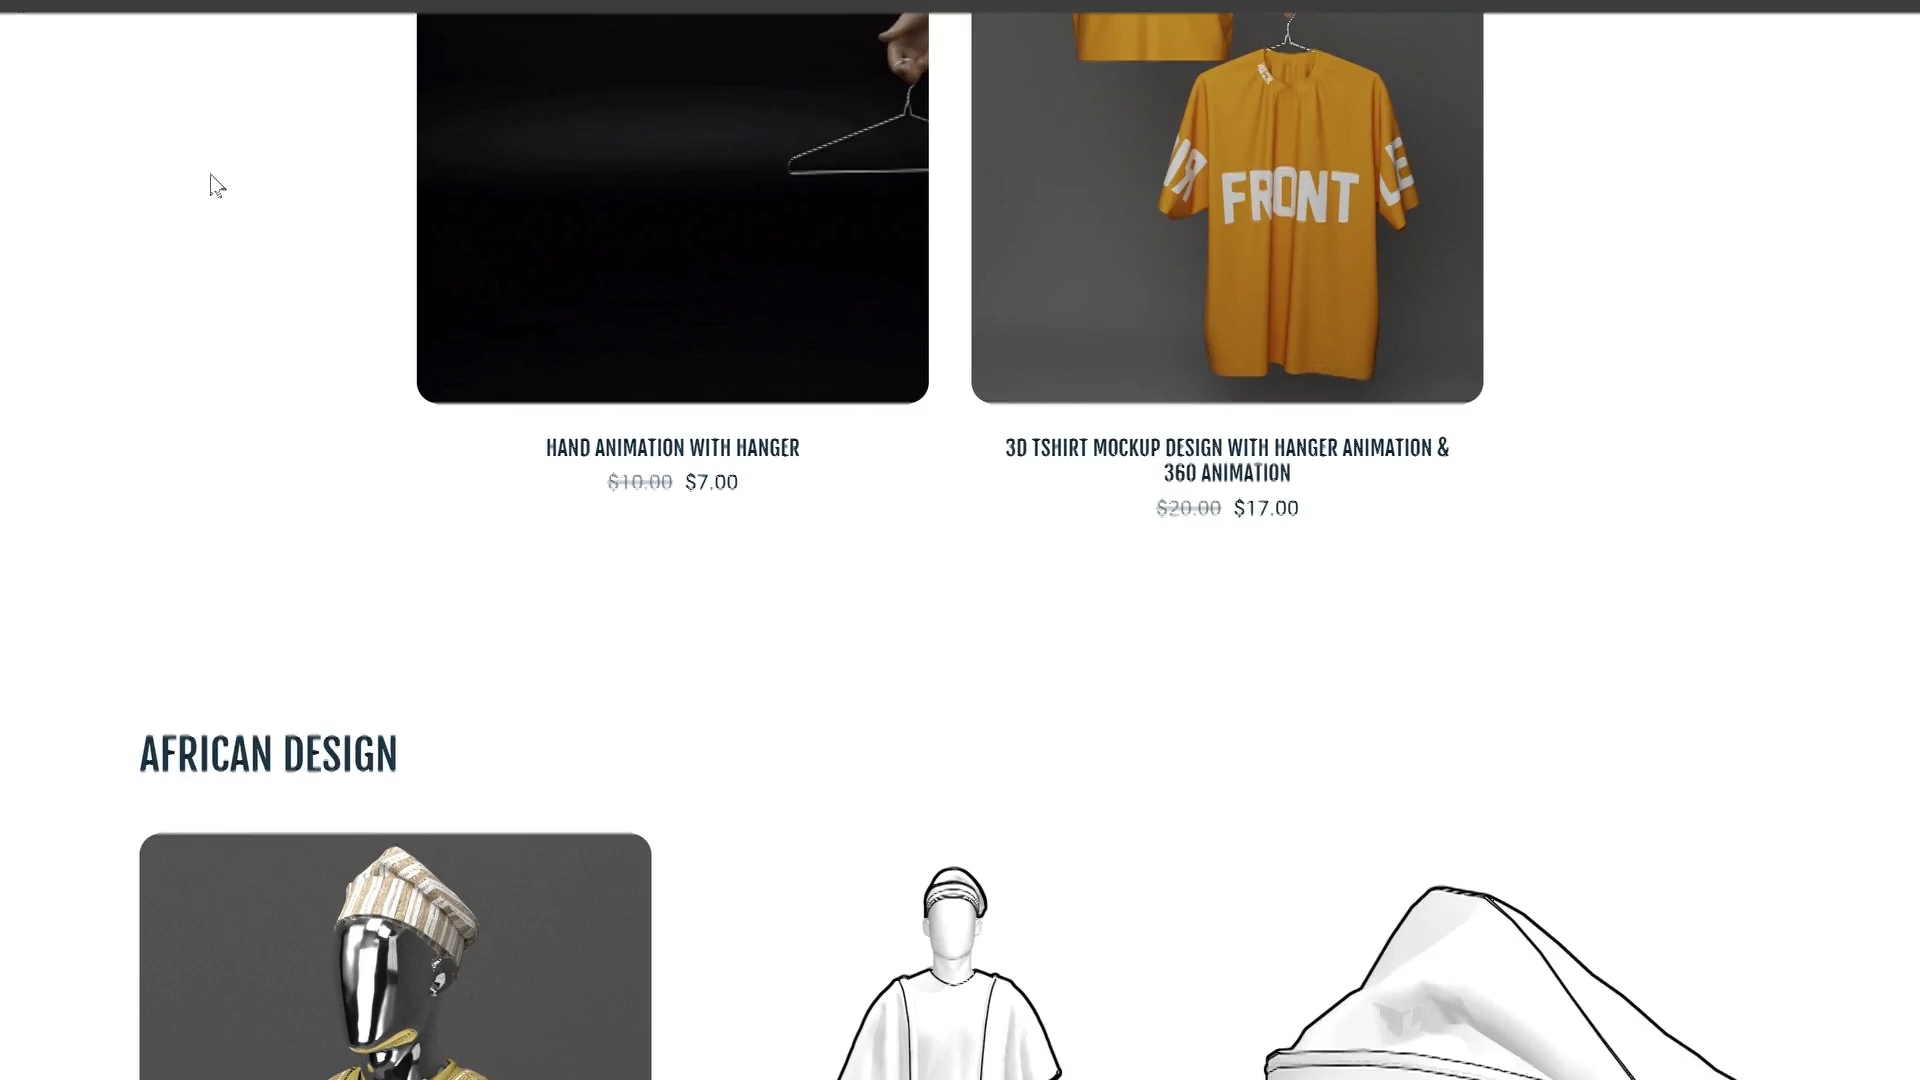 FRONT
HAND ANIMATION WITH HANGER
$10.00 $7.00
3D TSHIRT MOCKUP DESIGN WITH HANGER ANIMATION &
360 ANIMATION
$20.00 $17.00
AFRICAN DESIGN